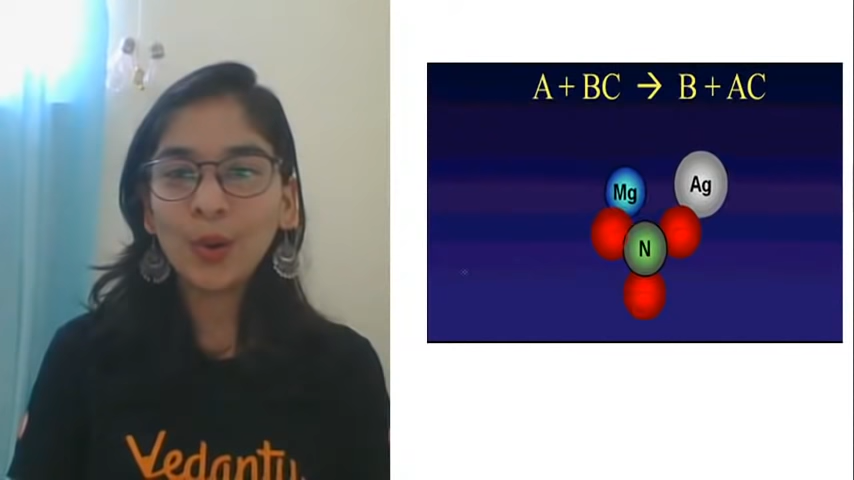 A + BC → B + AC
Mg
Ag
N
Vedantu